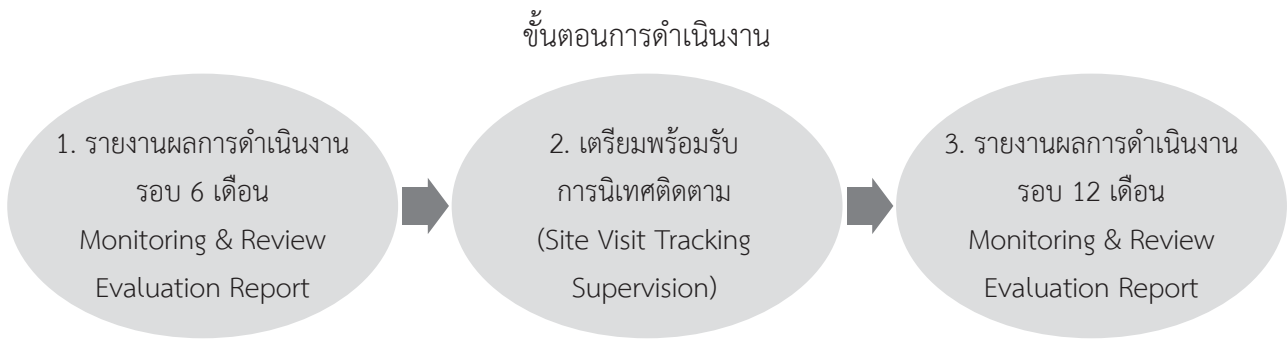 ขั้นตอนการดำเนินงาน
1. รายงานผลการดำเนินงาน
รอบ 6 เดือน
Monitoring & Review
Evaluation Report
2. เตรียมพร้อมรับ
การนิเทศติดตาม
(Site Visit Tracking
Supervision)
3. รายงานผลการดำเนินงาน
รอบ 12 เดือน
Monitoring & Review
Evaluation Report